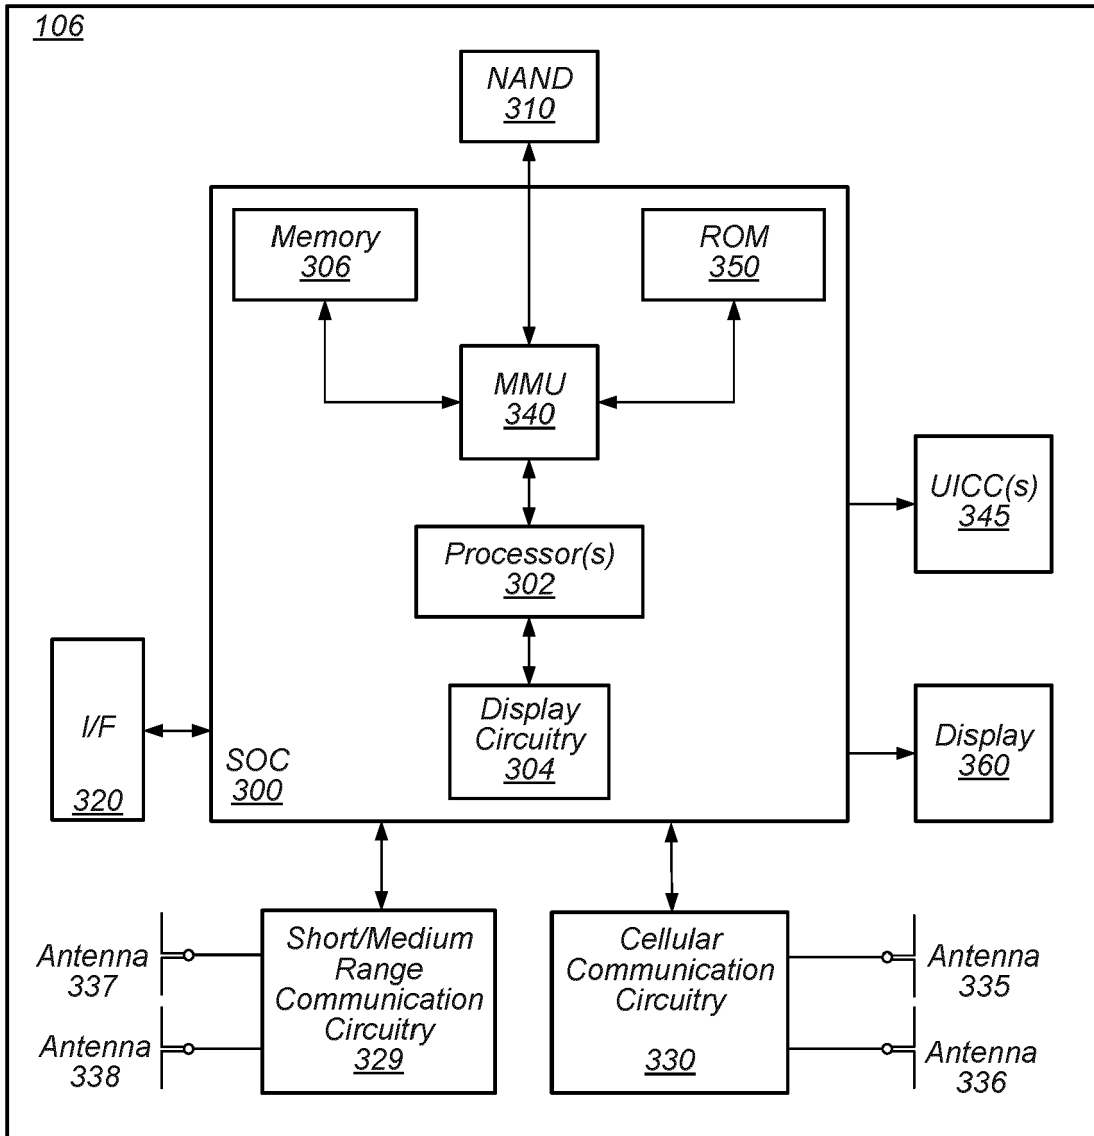 106
NAND
310
Memory
306
ROM
350
MMU
340
UICC(s)
345
Processor(s)
302
I/F
320
Display
Circuitry
304
SOC
300
Display
360
Antenna
337
Antenna
338
Short/Medium
Range
Communication
Circuitry
329
Cellular
Communication
Circuitry
330
Antenna
335
Antenna
336